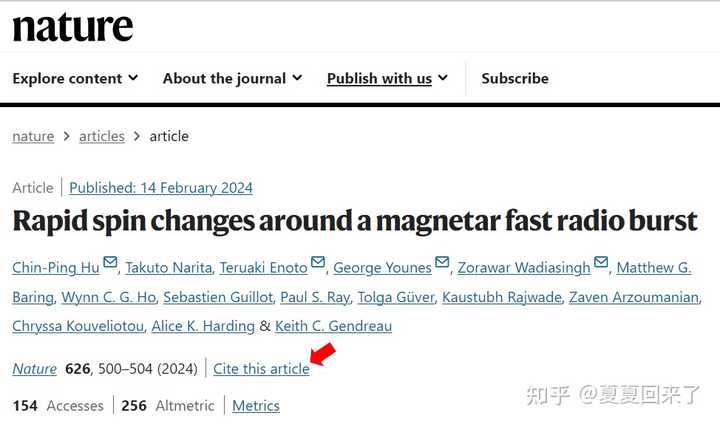 nature
Explore content About the journal Publish with us Subscribe
nature > articles > article
Article | Published: 14 February 2024
Rapid spin changes around a magnetar fast radio burst
Chin-Ping Hu, Takuto Narita, Teruaki Enoto, George Younes, Zorawar Wadiasingh, Matthew G.
Baring, Wynn C. G. Ho, Sebastien Guillot, Paul S. Ray, Tolga Güver, Kaustubh Rajwade, Zaven Arzoumanian,
Chryssa Kouveliotou, Alice K. Harding & Keith C. Gendreau
Nature 626, 500–504 (2024) | Cite this article
154 Accesses | 256 Altmetric | Metrics
知乎 @夏夏回来了